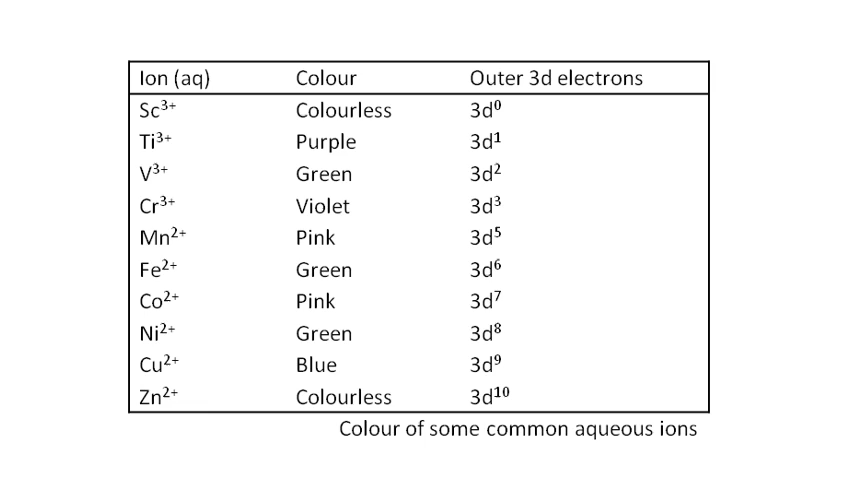 Ion (aq) Colour Outer 3d electrons
Sc³⁺ Colourless 3d⁰
Ti³⁺ Purple 3d¹
V³⁺ Green 3d²
Cr³⁺ Violet 3d³
Mn²⁺ Pink 3d⁵
Fe²⁺ Green 3d⁶
Co²⁺ Pink 3d⁷
Ni²⁺ Green 3d⁸
Cu²⁺ Blue 3d⁹
Zn²⁺ Colourless 3d¹⁰
Colour of some common aqueous ions